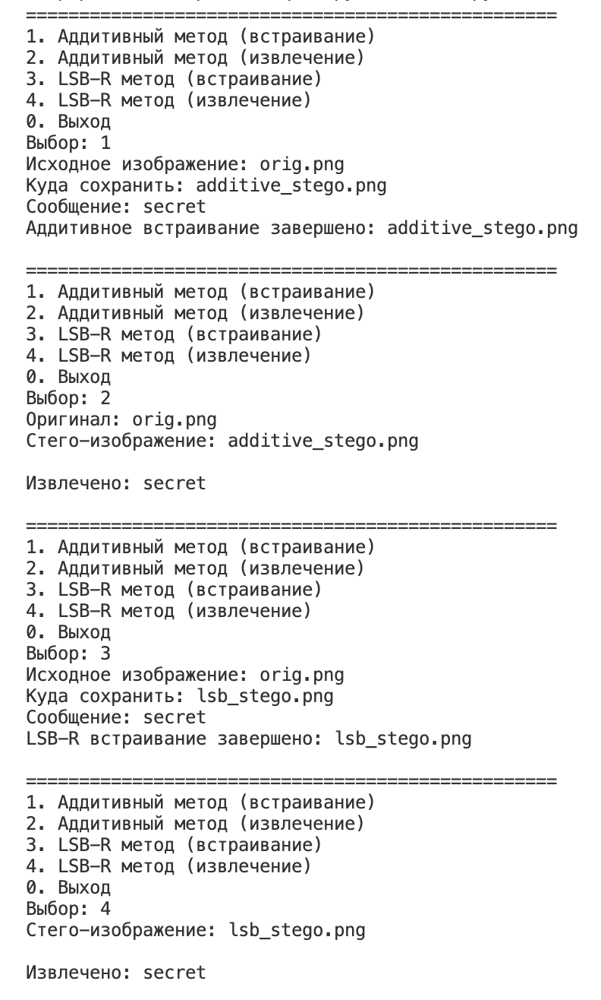 ==================================================
1. Аддитивный метод (встраивание)
2. Аддитивный метод (извлечение)
3. LSB-R метод (встраивание)
4. LSB-R метод (извлечение)
0. Выход
Выбор: 1
Исходное изображение: orig.png
Куда сохранить: additive_stego.png
Сообщение: secret
Аддитивное встраивание завершено: additive_stego.png
==================================================
1. Аддитивный метод (встраивание)
2. Аддитивный метод (извлечение)
3. LSB-R метод (встраивание)
4. LSB-R метод (извлечение)
0. Выход
Выбор: 2
Оригинал: orig.png
Стего-изображение: additive_stego.png
Извлечено: secret
==================================================
1. Аддитивный метод (встраивание)
2. Аддитивный метод (извлечение)
3. LSB-R метод (встраивание)
4. LSB-R метод (извлечение)
0. Выход
Выбор: 3
Исходное изображение: orig.png
Куда сохранить: lsb_stego.png
Сообщение: secret
LSB-R встраивание завершено: lsb_stego.png
==================================================
1. Аддитивный метод (встраивание)
2. Аддитивный метод (извлечение)
3. LSB-R метод (встраивание)
4. LSB-R метод (извлечение)
0. Выход
Выбор: 4
Стего-изображение: lsb_stego.png
Извлечено: secret